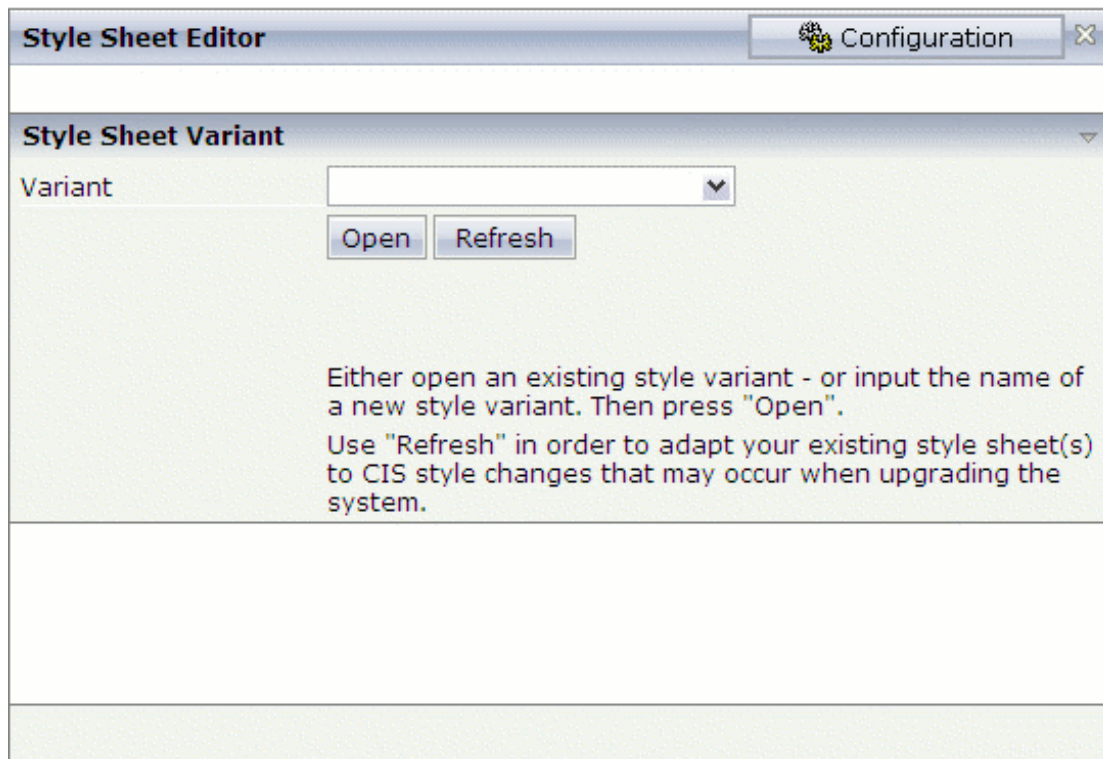 Style Sheet Editor
Configuration
Style Sheet Variant
Variant
Open Refresh
Either open an existing style variant - or input the name of
a new style variant. Then press "Open".
Use "Refresh" in order to adapt your existing style sheet(s)
to CIS style changes that may occur when upgrading the
system.